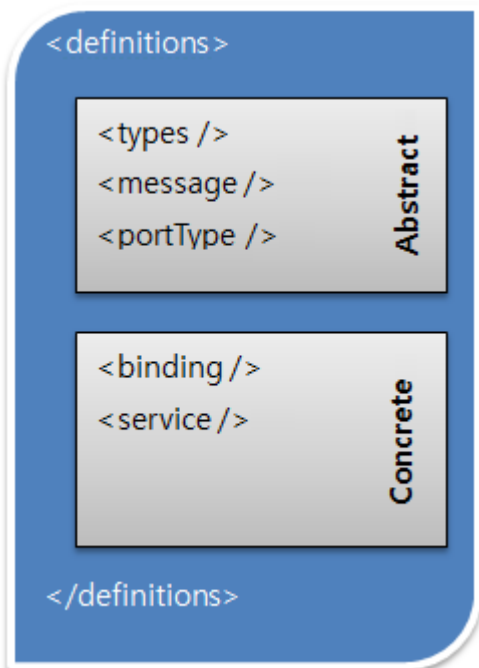 <definitions>
<types />
<message />
<portType />
Abstract
<binding />
<service />
Concrete
</definitions>